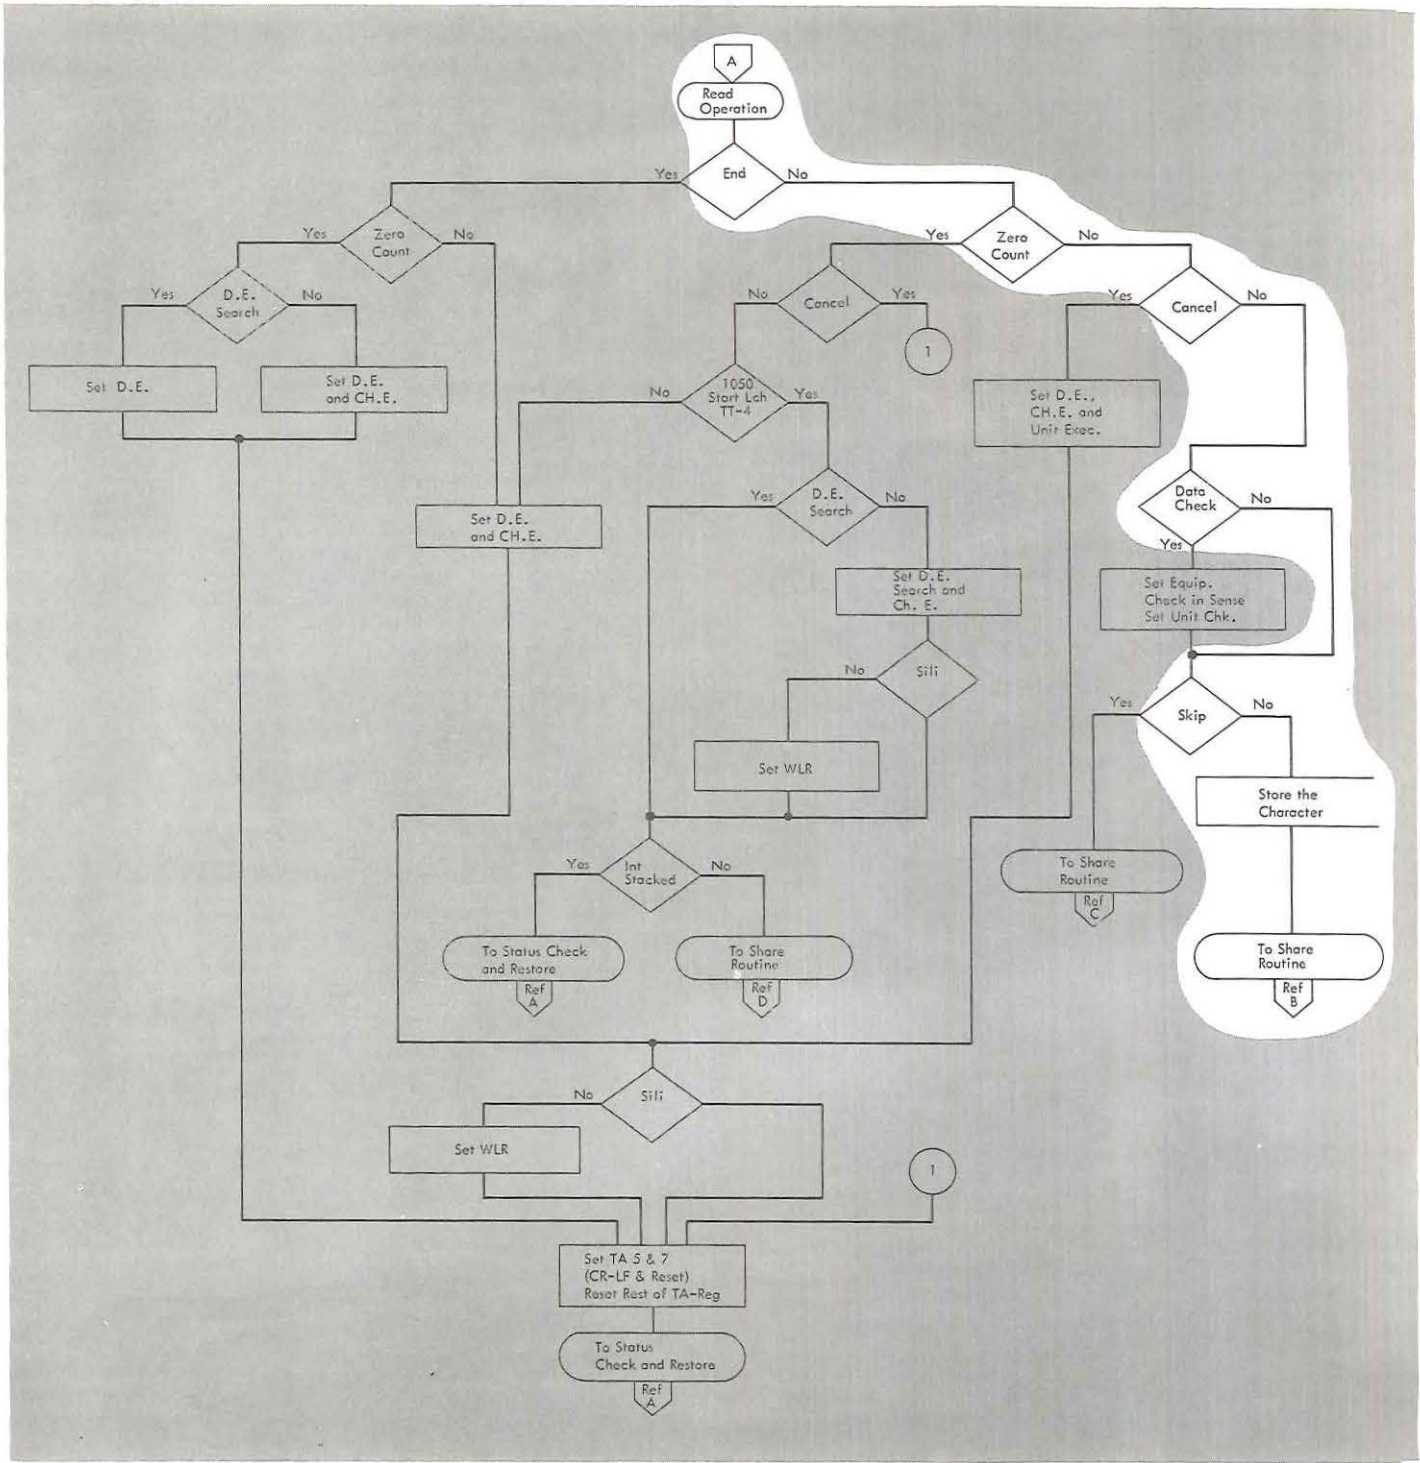 A
Read
Operation
End
Yes
No
Zero
Count
Yes
No
Zero
Count
Yes
No
D.E.
Search
Yes
No
Cancel
No
Yes
Cancel
Yes
No
1
Set D.E.
Set D.E.
and CH.E.
1050
Start Lch
TT-4
No
Yes
Set D.E.,
CH.E. and
Unit Exec.
D.E.
Search
Yes
No
Data
Check
No
Yes
Set D.E.
and CH.E.
Set D.E.
Search and
Ch. E.
Set Equip.
Check in Sense
Set Unit Chk.
Sili
No
Skip
Yes
No
Set WLR
Store the
Character
Int
Stacked
Yes
No
To Share
Routine
Ref
C
To Status Check
and Restore
Ref
A
To Share
Routine
Ref
D
To Share
Routine
Ref
B
Sili
No
Set WLR
1
Set TA 5 & 7
(CR-LF & Reset)
Reset Rest of TA-Reg
To Status
Check and Restore
Ref
A